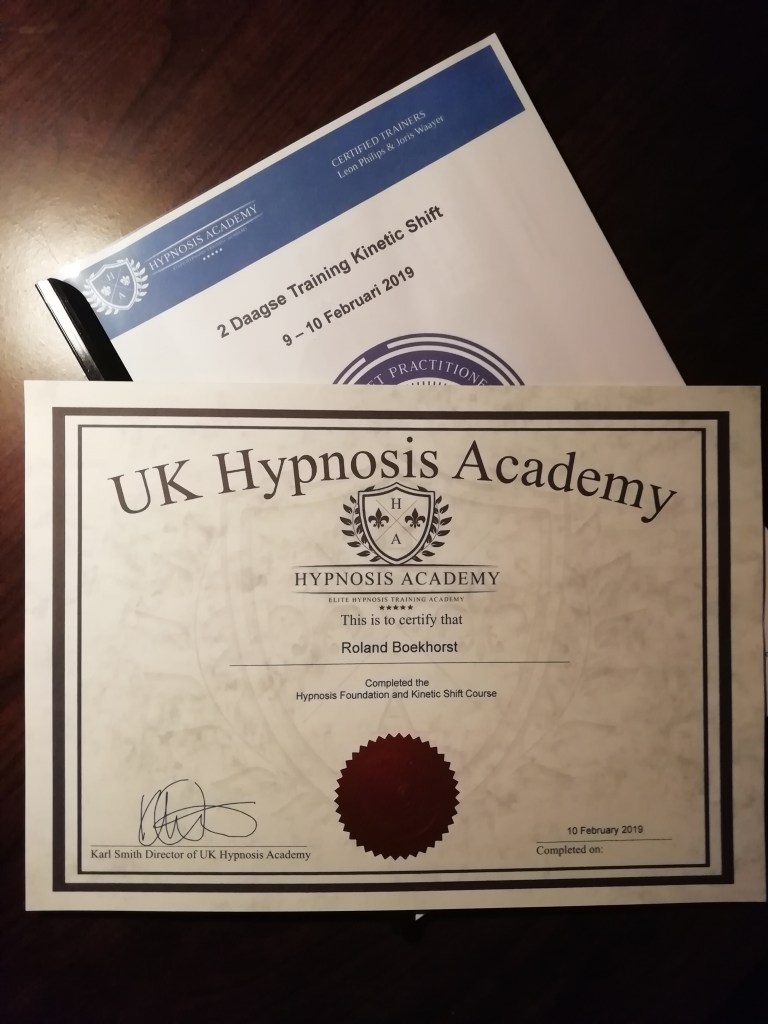 CERTIFIED TRAINERS
Leon Philips & Joris Waayer
HYPNOSIS ACADEMY
H
A
2 Daagse Training Kinetic Shift
9 – 10 Februari 2019
PRACTITIONE
UK Hypnosis Academy
H
A
HYPNOSIS ACADEMY
ELITE HYPNOSIS TRAINING ACADEMY
This is to certify that
Roland Boekhorst
Completed the
Hypnosis Foundation and Kinetic Shift Course
10 February 2019
Karl Smith Director of UK Hypnosis Academy
Completed on: